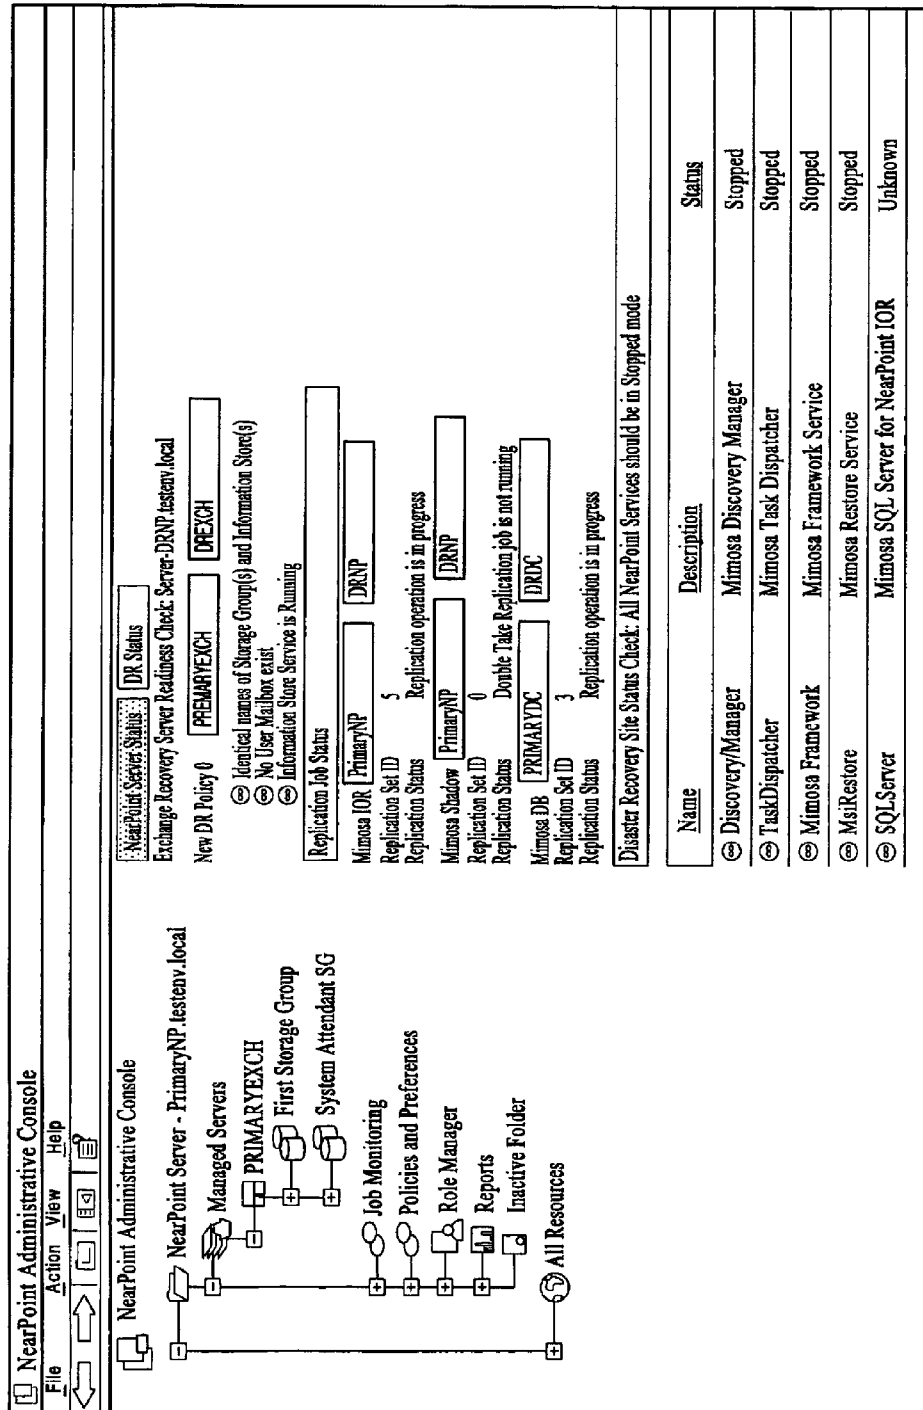 NearPoint Administrative Console
File Action View Help
NearPoint Administrative Console
NearPoint Server - PrimaryNP.testenv.local
Managed Servers
PRIMARYEXCH
First Storage Group
System Attendant SG
Job Monitoring
Policies and Preferences
Role Manager
Reports
Inactive Folder
All Resources
NearPoint Server Status DR Status
Exchange Recovery Server Readiness Check: Server-DRNP.testenv.local
New DR Policy 0 PREMARYEXCH DREXCH
Identical names of Storage Group(s) and Information Store(s)
No User Mailbox exist
Information Store Service is Running
Replication Job Status
Mimosa IOR PrimaryNP DRNP
Replication Set ID 5
Replication Status Replication operation is in progress
Mimosa Shadow PrimaryNP DRNP
Replication Set ID 0
Replication Status Double Take Replication job is not running
Mimosa DB PRIMARYDC DRDC
Replication Set ID 3
Replication Status Replication operation is in progress
Disaster Recovery Site Status Check: All NearPoint Services should be in Stopped mode
Name Description Status
Discovery/Manager Mimosa Discovery Manager Stopped
TaskDispatcher Mimosa Task Dispatcher Stopped
Mimosa Framework Mimosa Framework Service Stopped
MsiRestore Mimosa Restore Service Stopped
SQLServer Mimosa SQL Server for NearPoint IOR Unknown